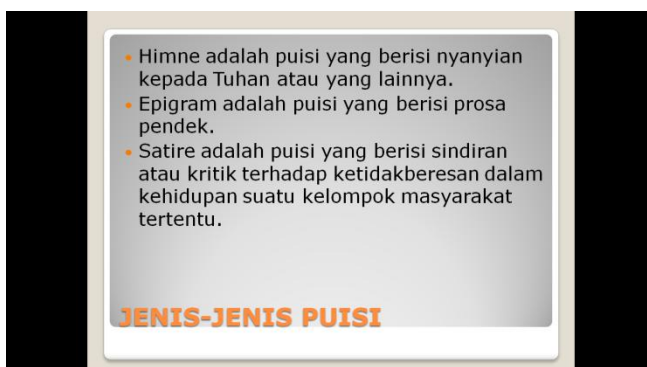 Himne adalah puisi yang berisi nyanyian
kepada Tuhan atau yang lainnya.
Epigram adalah puisi yang berisi prosa
pendek.
Satire adalah puisi yang berisi sindiran
atau kritik terhadap ketidakberesan dalam
kehidupan suatu kelompok masyarakat
tertentu.
JENIS-JENIS PUISI